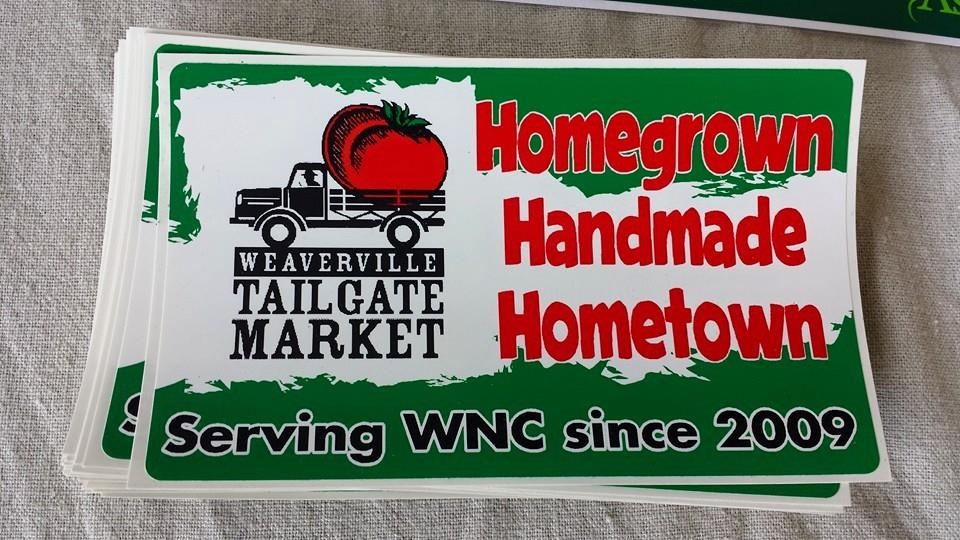 WEAVERVILLE
TAILGATE
MARKET
Homegrown
Handmade
Hometown
Serving WNC since 2009